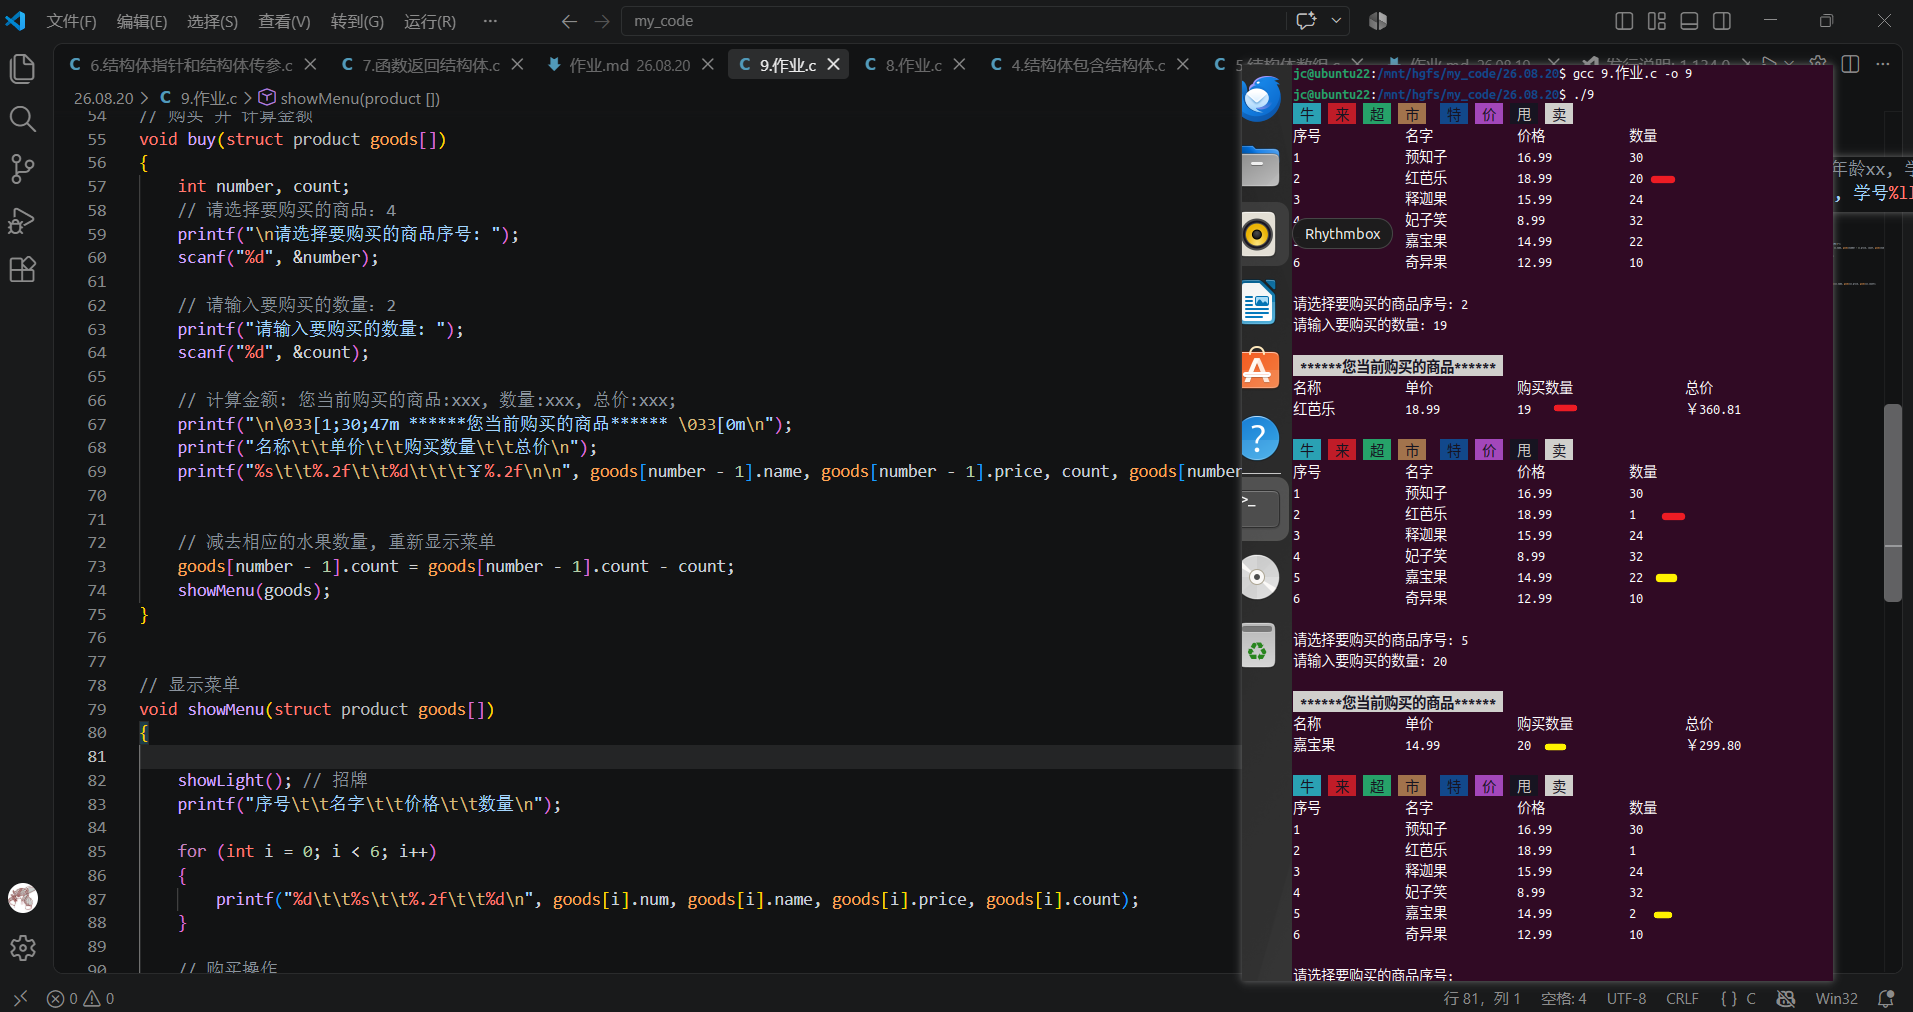 文件(F) 编辑(E) 选择(S) 查看(V) 转到(G) 运行(R) ··· my_code
C 6.结构体指针和结构体传参.c C 7.函数返回结构体.c 作业.md 26.08.20 C 9.作业.c C 8.作业.c C 4.结构体包含结构体.c
26.08.20 > C 9.作业.c > showMenu(product [])
54 // 购买 并 计算金额
55 void buy(struct product goods[])
56 {
57 int number, count;
58 // 请选择要购买的商品: 4
59 printf("\n请选择要购买的商品序号: ");
60 scanf("%d", &number);
61
62 // 请输入要购买的数量: 2
63 printf("请输入要购买的数量: ");
64 scanf("%d", &count);
65
66 // 计算金额: 您当前购买的商品:xxx, 数量:xxx, 总价:xxx;
67 printf("\n\033[1;30;47m ******您当前购买的商品****** \033[0m\n");
68 printf("名称\t\t单价\t\t购买数量\t\t总价\n");
69 printf("%s\t\t%.2f\t\t%d\t\t\t￥%.2f\n\n", goods[number - 1].name, goods[number - 1].price, count, goods[number
70
71
72 // 减去相应的水果数量, 重新显示菜单
73 goods[number - 1].count = goods[number - 1].count - count;
74 showMenu(goods);
75 }
76
77
78 // 显示菜单
79 void showMenu(struct product goods[])
80 {
81
82 showLight(); // 招牌
83 printf("序号\t\t名字\t\t价格\t\t数量\n");
84
85 for (int i = 0; i < 6; i++)
86 {
87 printf("%d\t\t%s\t\t%.2f\t\t%d\n", goods[i].num, goods[i].name, goods[i].price, goods[i].count);
88 }
89
90 // 购买操作
jc@ubuntu22:/mnt/hgfs/my_code/26.08.20$ gcc 9.作业.c -o 9
jc@ubuntu22:/mnt/hgfs/my_code/26.08.20$ ./9
牛 来 超 市 特 价 甩 卖
序号 名字 价格 数量
1 预知子 16.99 30
2 红芭乐 18.99 20
3 释迦果 15.99 24
妃子笑 8.99 32
嘉宝果 14.99 22
6 奇异果 12.99 10
Rhythmbox
请选择要购买的商品序号: 2
请输入要购买的数量: 19
******您当前购买的商品******
名称 单价 购买数量 总价
红芭乐 18.99 19 ￥360.81
牛 来 超 市 特 价 甩 卖
序号 名字 价格 数量
1 预知子 16.99 30
2 红芭乐 18.99 1
3 释迦果 15.99 24
4 妃子笑 8.99 32
5 嘉宝果 14.99 22
6 奇异果 12.99 10
请选择要购买的商品序号: 5
请输入要购买的数量: 20
******您当前购买的商品******
名称 单价 购买数量 总价
嘉宝果 14.99 20 ￥299.80
牛 来 超 市 特 价 甩 卖
序号 名字 价格 数量
1 预知子 16.99 30
2 红芭乐 18.99 1
3 释迦果 15.99 24
4 妃子笑 8.99 32
5 嘉宝果 14.99 2
6 奇异果 12.99 10
请选择要购买的商品序号:
年龄xx, 学
, 学号%ll
0 0 行 81, 列 1 空格: 4 UTF-8 CRLF { } C Win32